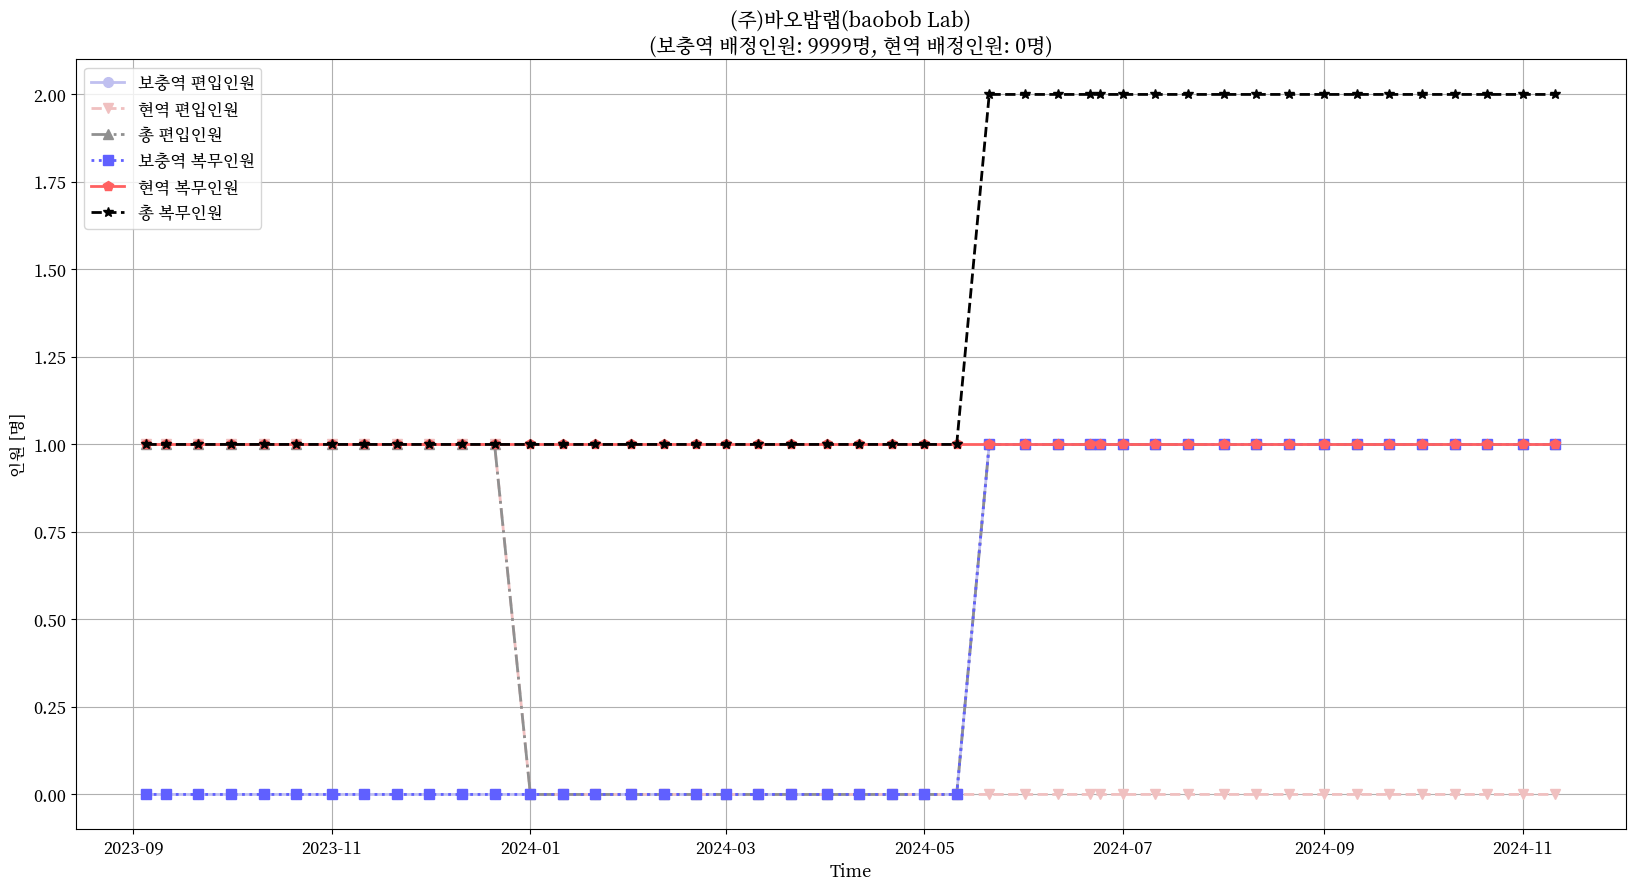 (주)바오밥랩(baobob Lab)
(보충역 배정인원: 9999명, 현역 배정인원: 0명)
보충역 편입인원
현역 편입인원
총 편입인원
보충역 복무인원
현역 복무인원
총 복무인원
2.00
1.75
1.50
1.25
1.00
0.75
0.50
0.25
0.00
인원 [명]
2023-09 2023-11 2024-01 2024-03 2024-05 2024-07 2024-09 2024-11
Time